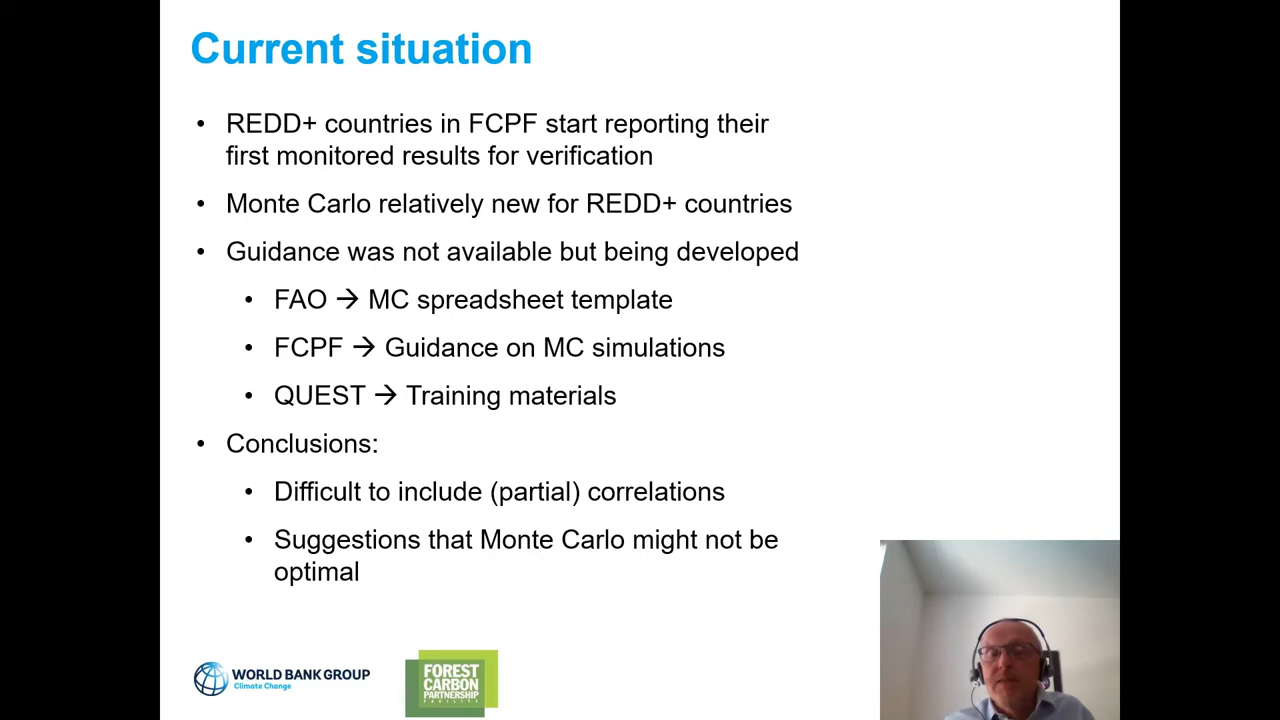 Current situation
• REDD+ countries in FCPF start reporting their
first monitored results for verification
• Monte Carlo relatively new for REDD+ countries
• Guidance was not available but being developed
• FAO → MC spreadsheet template
• FCPF → Guidance on MC simulations
• QUEST → Training materials
• Conclusions:
• Difficult to include (partial) correlations
• Suggestions that Monte Carlo might not be
optimal
WORLD BANK GROUP
Climate Change
FOREST
CARBON
PARTNERSHIP
FACILITY